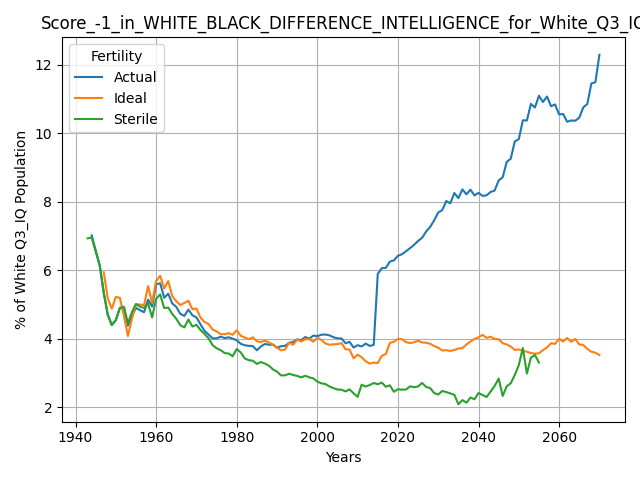 Score_-1_in_WHITE_BLACK_DIFFERENCE_INTELLIGENCE_for_White_Q3_IQ
Fertility
Actual
Ideal
Sterile
% of White Q3_IQ Population
12
10
8
6
4
2
1940 1960 1980 2000 2020 2040 2060
Years